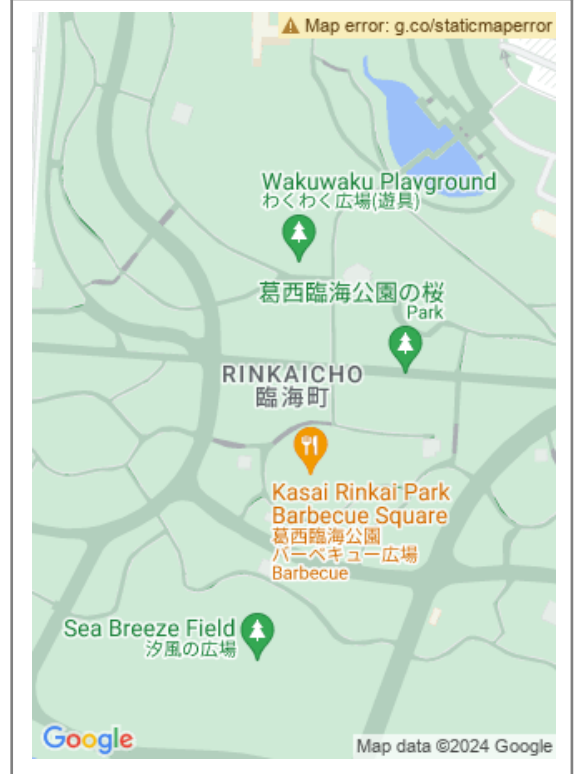 Map error: g.co/staticmaperror
Wakuwaku Playground
わくわく広場(遊具)
葛西臨海公園の桜
Park
RINKAICHO
臨海町
Kasai Rinkai Park
Barbecue Square
葛西臨海公園
バーベキュー広場
Barbecue
Sea Breeze Field
汐風の広場
Google
Map data ©2024 Google